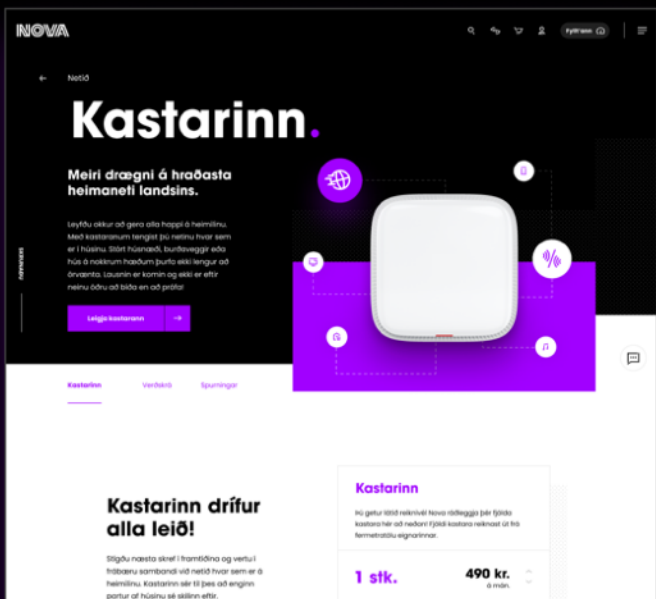 NOVA
Fyllt'ann
Netið
Kastarinn.
Meiri drægni á hraðasta
heimaneti landsins.
Leyfðu okkur að gera alla happí á heimilinu.
Með kastaranum tengist þú netinu hvar sem
er í húsinu. Stórt húsnæði, burðaveggir eða
hús á nokkrum hæðum þurfa ekki lengur að
örvænta. Lausnin er komin og ekki er eftir
neinu öðru að bíða en að prófa!
Leigja kastarann
Kastarinn
Verðskrá
Spurningar
Kastarinn drífur
alla leið!
Stígðu næsta skref í framtíðina og vertu í
frábæru sambandi við netið hvar sem er á
heimilinu. Kastarinn sér til þess að enginn
partur af húsinu sé skilinn eftir.
Kastarinn
Þú getur látið reiknivél Nova ráðleggja þér fjölda
kastara hér að neðan! Fjöldi kastara reiknast út frá
fermetratölu eignarinnar.
1 stk.
490 kr.
á mán.